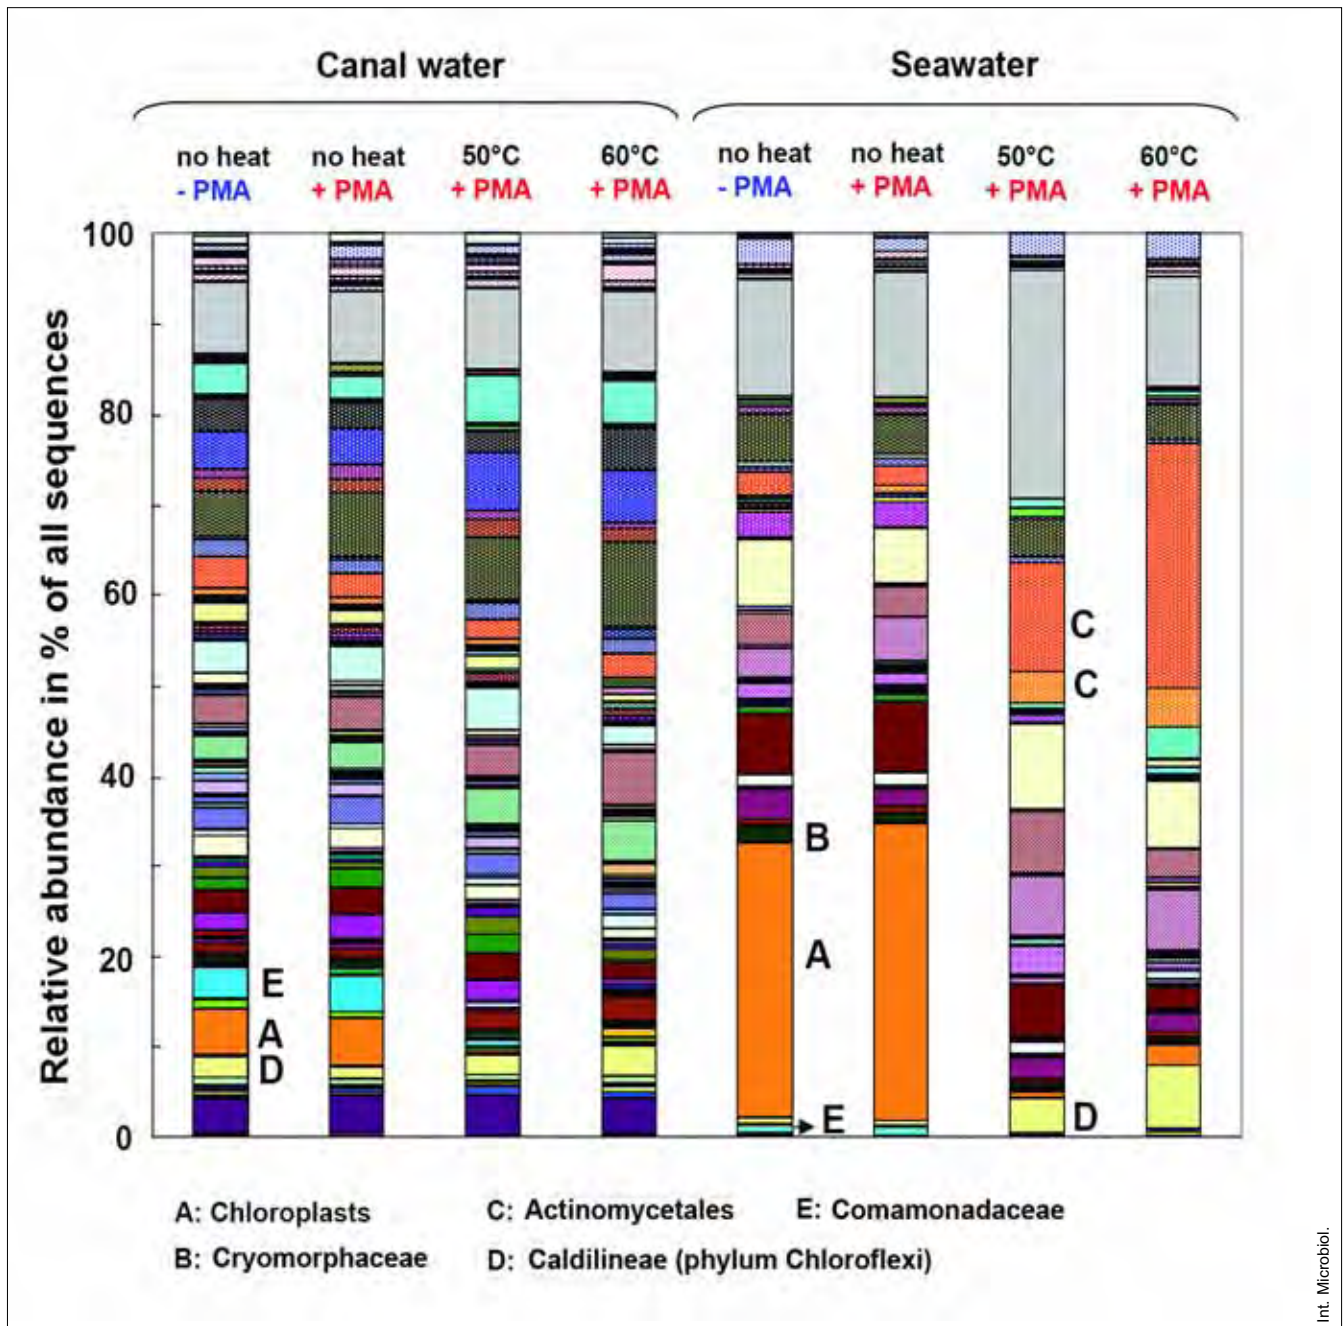 Canal water Seawater
no heat no heat 50°C 60°C no heat no heat 50°C 60°C
- PMA + PMA + PMA + PMA - PMA + PMA + PMA + PMA
Relative abundance in % of all sequences
100
80
60
40
20
0
E
A
D
B
A
E
C
C
D
A: Chloroplasts C: Actinomycetales E: Comamonadaceae
B: Cryomorphaceae D: Caldilineae (phylum Chloroflexi)
Int. Microbiol.